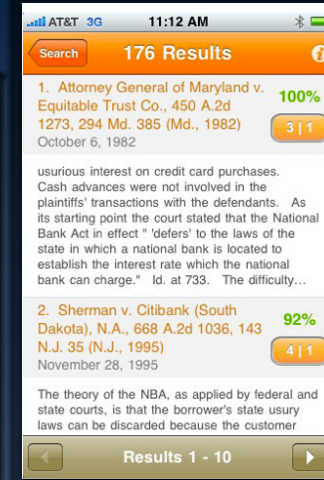 AT&T 3G 11:12 AM
Search 176 Results
1. Attorney General of Maryland v.
Equitable Trust Co., 450 A.2d
1273, 294 Md. 385 (Md., 1982)
October 6, 1982
100%
3 | 1
usurious interest on credit card purchases.
Cash advances were not involved in the
plaintiffs' transactions with the defendants. As
its starting point the court stated that the National
Bank Act in effect " 'defers' to the laws of the
state in which a national bank is located to
establish the interest rate which the national
bank can charge." Id. at 733. The difficulty...
2. Sherman v. Citibank (South
Dakota), N.A., 668 A.2d 1036, 143
N.J. 35 (N.J., 1995)
November 28, 1995
92%
4 | 1
The theory of the NBA, as applied by federal and
state courts, is that the borrower's state usury
laws can be discarded because the customer
Results 1 - 10